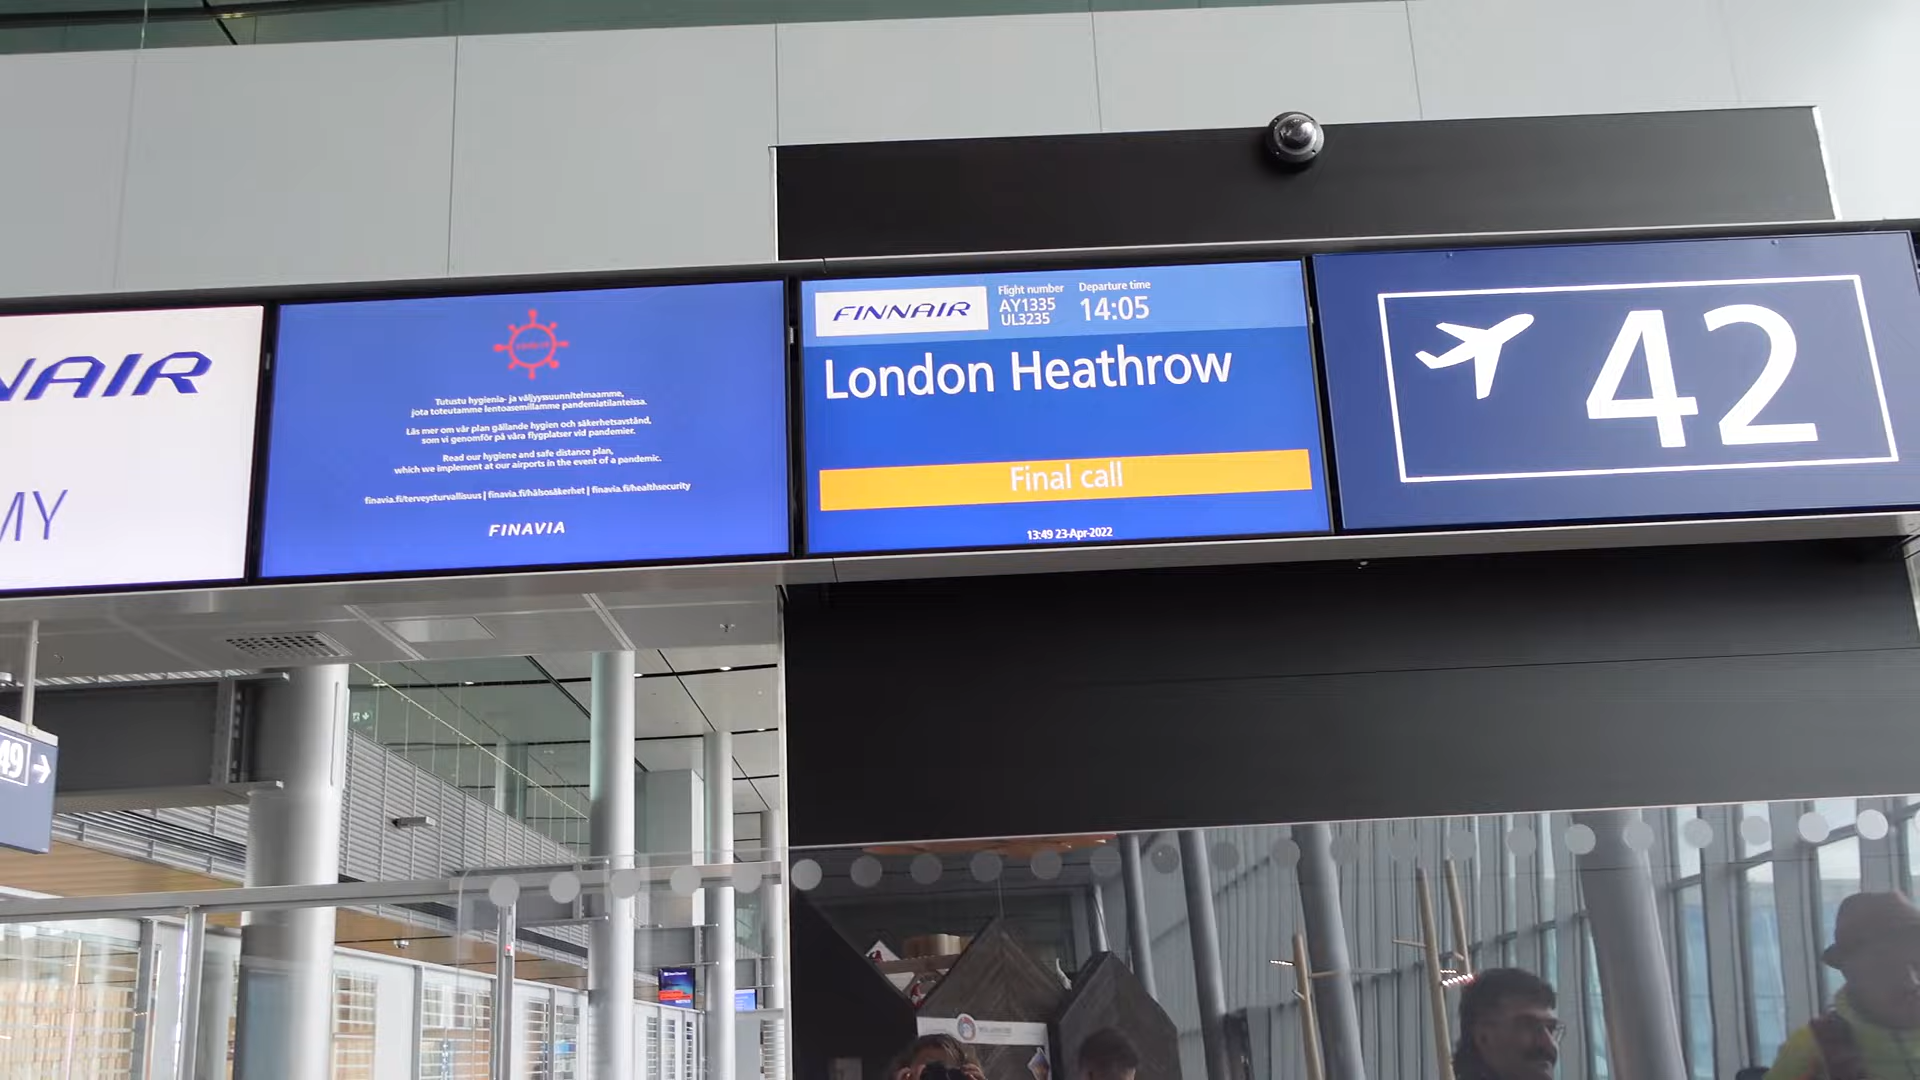 NAIR
MY
Tutustu hygienia- ja väljyyssuunnitelmaamme,
jota toteutamme lentoasemillamme pandemiatilanteissa.
Läs mer om vår plan gällande hygien och säkerhetsavstånd,
som vi genomför på våra flygplatser vid pandemier.
Read our hygiene and safe distance plan,
which we implement at our airports in the event of a pandemic.
finavia.fi/terveysturvallisuus | finavia.fi/hälsosäkerhet | finavia.fi/healthsecurity
FINAVIA
FINNAIR
Flight number
AY1335
UL3235
Departure time
14:05
London Heathrow
Final call
13:49 23-Apr-2022
42
49